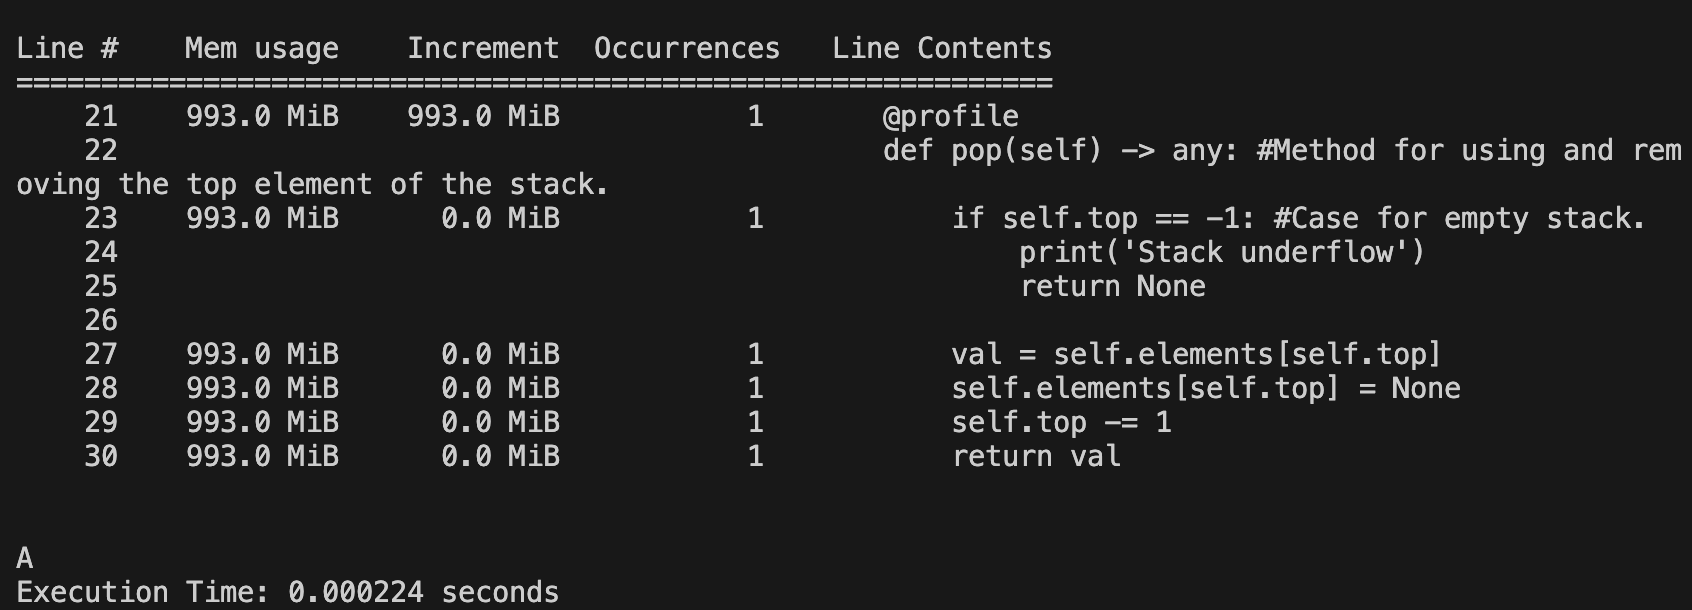 Line #    Mem usage    Increment  Occurrences   Line Contents
=============================================================
    21    993.0 MiB    993.0 MiB           1       @profile
    22                                             def pop(self) -> any: #Method for using and rem
oving the top element of the stack.
    23    993.0 MiB      0.0 MiB           1           if self.top == -1: #Case for empty stack.
    24                                                     print('Stack underflow')
    25                                                     return None
    26
    27    993.0 MiB      0.0 MiB           1           val = self.elements[self.top]
    28    993.0 MiB      0.0 MiB           1           self.elements[self.top] = None
    29    993.0 MiB      0.0 MiB           1           self.top -= 1
    30    993.0 MiB      0.0 MiB           1           return val


A
Execution Time: 0.000224 seconds